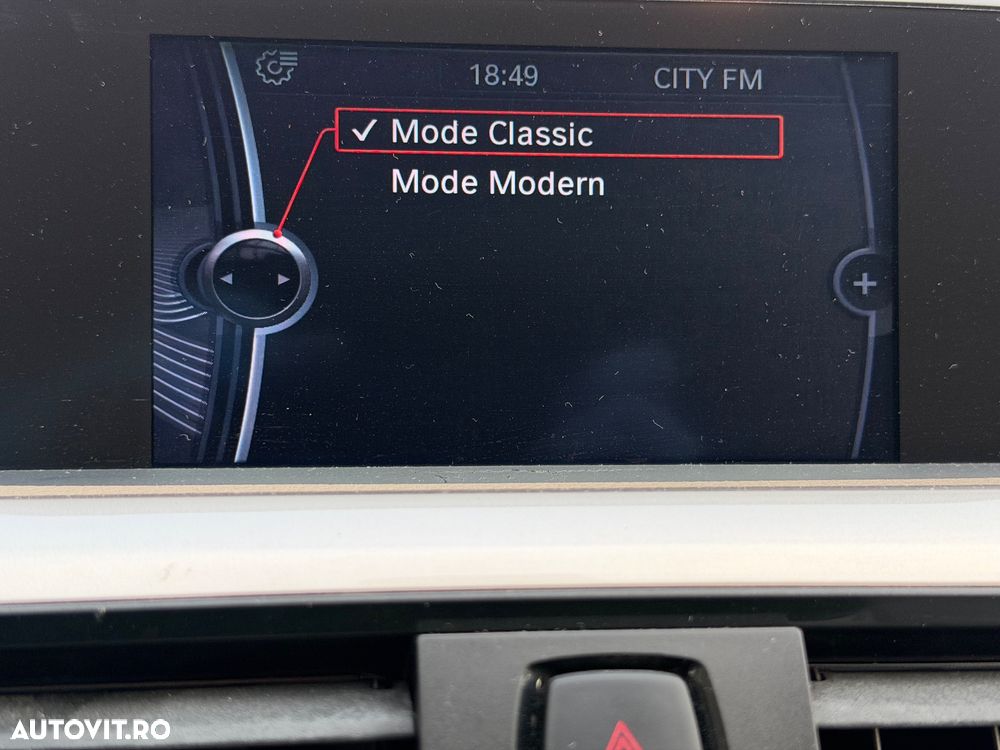 18:49 CITY FM
✓ Mode Classic
Mode Modern
AUTOVIT.RO